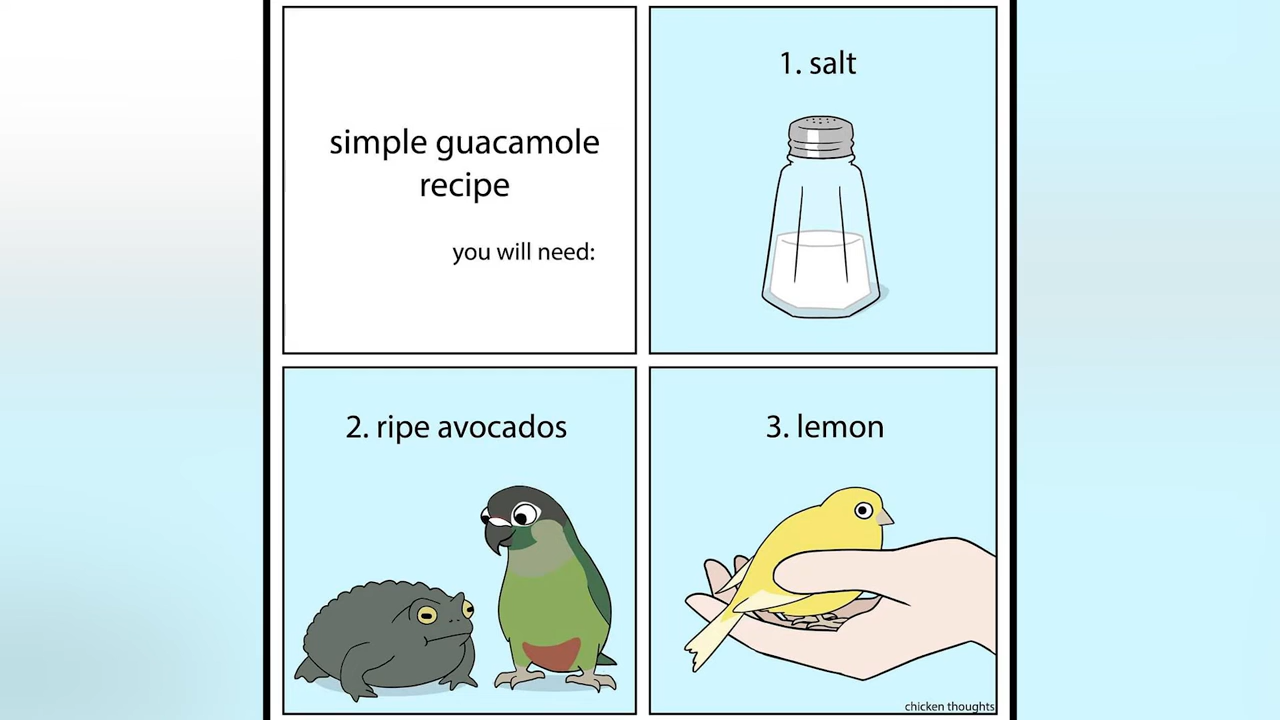 simple guacamole
recipe
you will need:
1. salt
2. ripe avocados
3. lemon
chicken thoughts